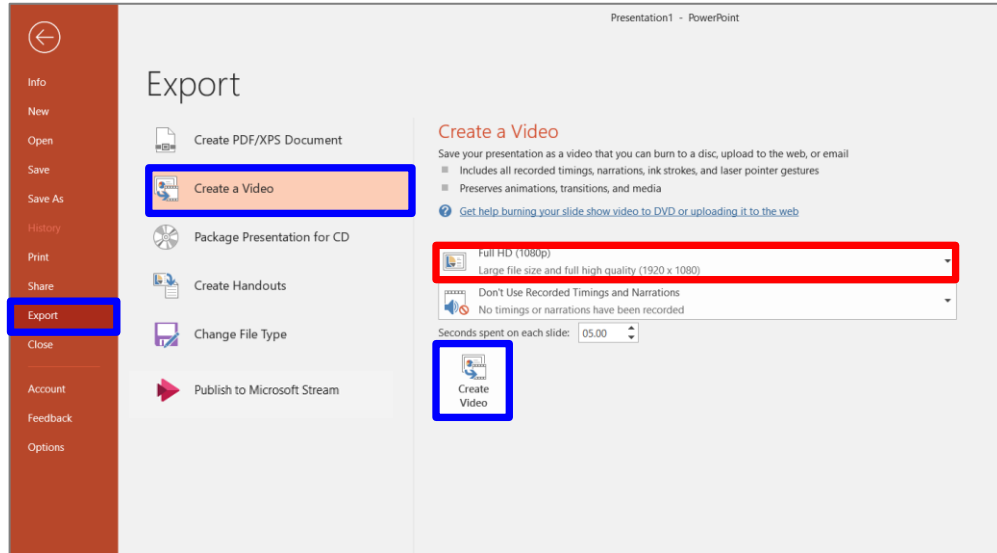 Presentation1 - PowerPoint
Info
New
Open
Save
Save As
History
Print
Share
Export
Close
Account
Feedback
Options
Export
Create PDF/XPS Document
Create a Video
Package Presentation for CD
Create Handouts
Change File Type
Publish to Microsoft Stream
Create a Video
Save your presentation as a video that you can burn to a disc, upload to the web, or email
Includes all recorded timings, narrations, ink strokes, and laser pointer gestures
Preserves animations, transitions, and media
Get help burning your slide show video to DVD or uploading it to the web
Full HD (1080p)
Large file size and full high quality (1920 x 1080)
Don't Use Recorded Timings and Narrations
No timings or narrations have been recorded
Seconds spent on each slide: 05.00
Create
Video